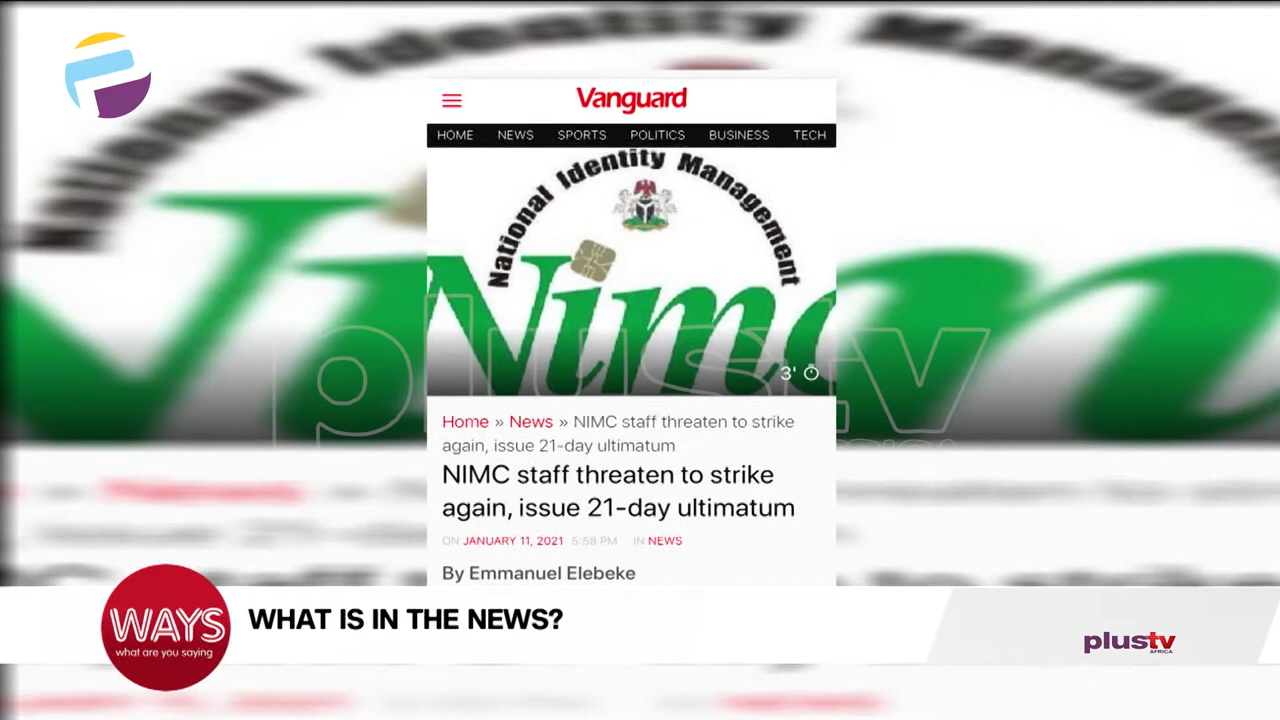 Vanguard
HOME NEWS SPORTS POLITICS BUSINESS TECH
National Identity Management
Nimc
3'
plustv
Home » News » NIMC staff threaten to strike
again, issue 21-day ultimatum
NIMC staff threaten to strike
again, issue 21-day ultimatum
ON JANUARY 11, 2021 5:58 PM IN NEWS
By Emmanuel Elebeke
WAYS
what are you saying
WHAT IS IN THE NEWS?
plustv
AFRICA